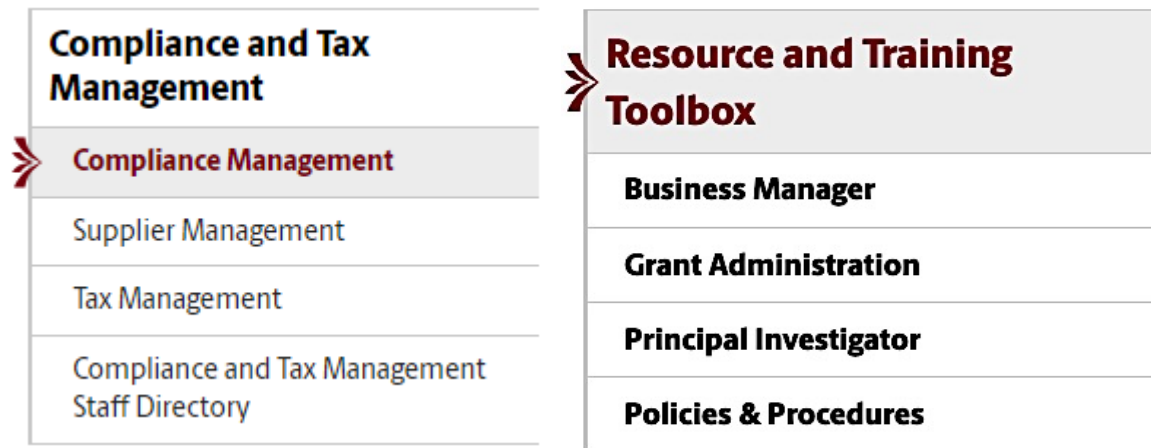 Compliance and Tax
Management
Compliance Management
Supplier Management
Tax Management
Compliance and Tax Management
Staff Directory
Resource and Training
Toolbox
Business Manager
Grant Administration
Principal Investigator
Policies & Procedures